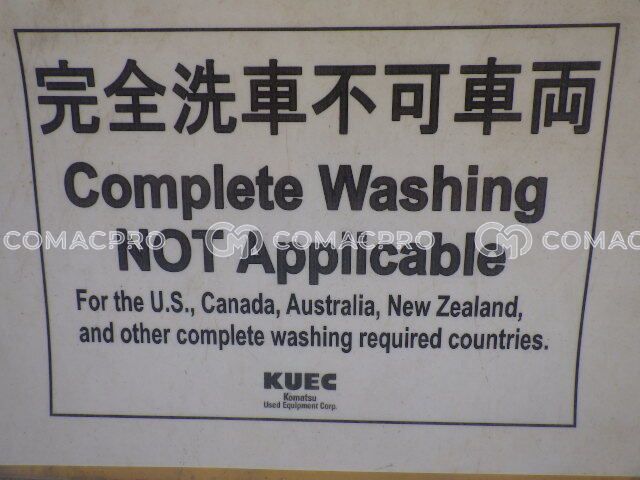 完全洗車不可車両
Complete Washing
NOT Applicable
COMACPRO COMACPRO COMACPRO
For the U.S., Canada, Australia, New Zealand,
and other complete washing required countries.
KUEC
Komatsu
Used Equipment Corp.